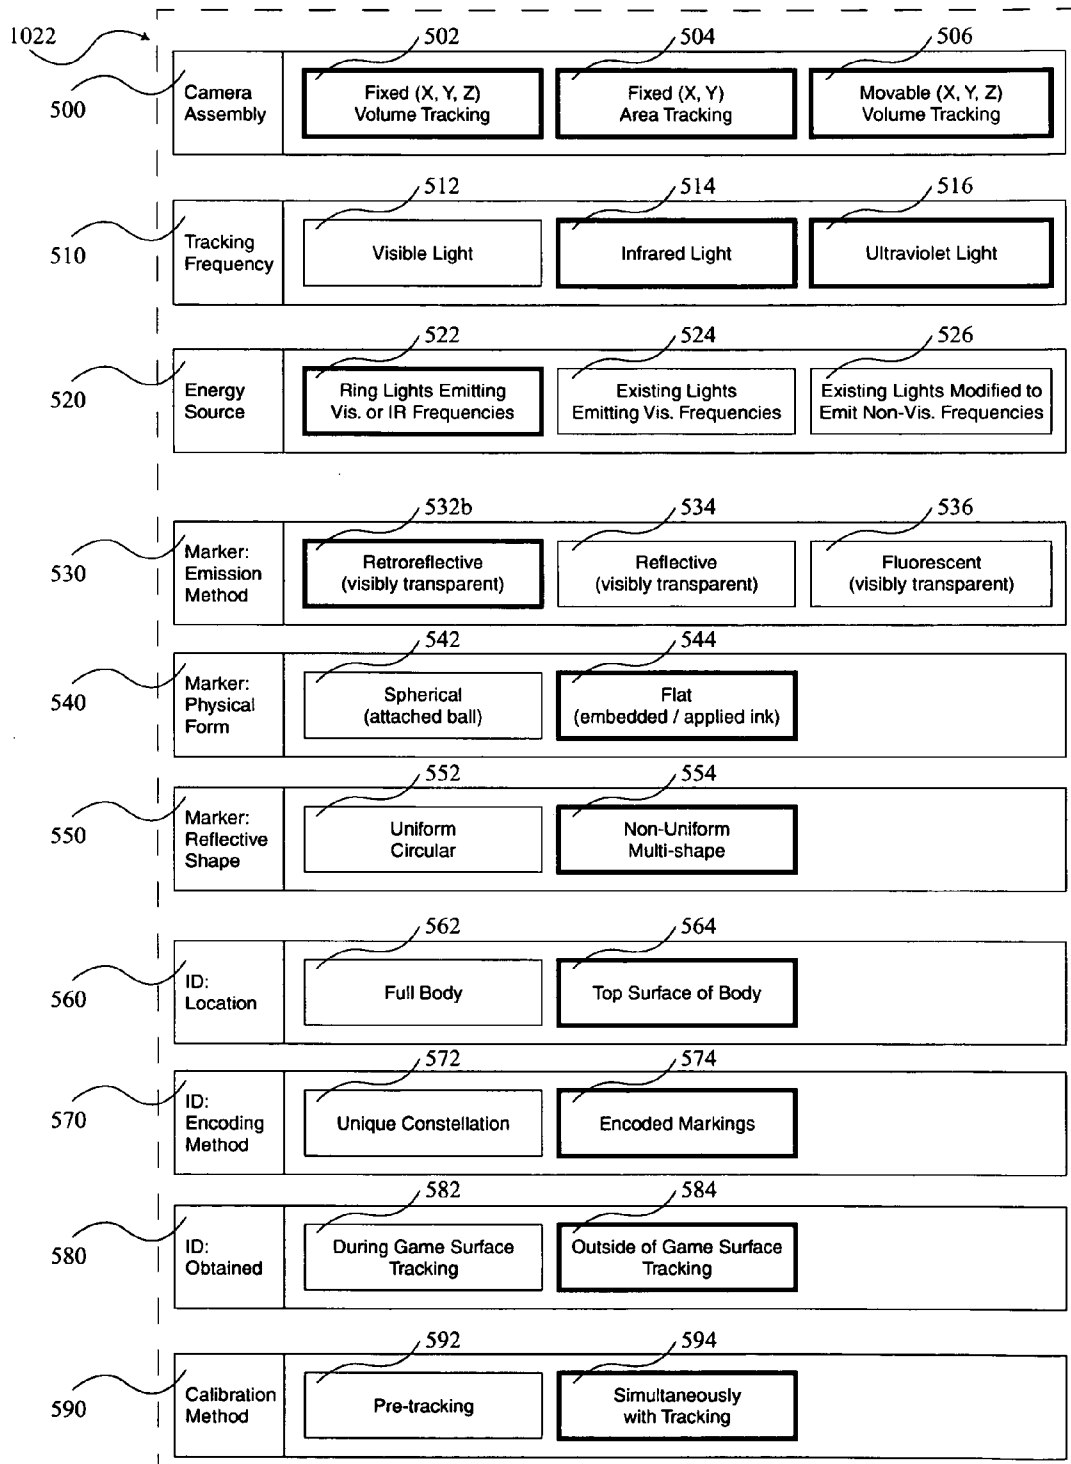 1022
502
504
506
500
Camera
Assembly
Fixed (X, Y, Z)
Volume Tracking
Fixed (X, Y)
Area Tracking
Movable (X, Y, Z)
Volume Tracking
512
514
516
510
Tracking
Frequency
Visible Light
Infrared Light
Ultraviolet Light
522
524
526
520
Energy
Source
Ring Lights Emitting
Vis. or IR Frequencies
Existing Lights
Emitting Vis. Frequencies
Existing Lights Modified to
Emit Non-Vis. Frequencies
532b
534
536
530
Marker:
Emission
Method
Retroreflective
(visibly transparent)
Reflective
(visibly transparent)
Fluorescent
(visibly transparent)
542
544
540
Marker:
Physical
Form
Spherical
(attached ball)
Flat
(embedded / applied ink)
552
554
550
Marker:
Reflective
Shape
Uniform
Circular
Non-Uniform
Multi-shape
562
564
560
ID:
Location
Full Body
Top Surface of Body
572
574
570
ID:
Encoding
Method
Unique Constellation
Encoded Markings
582
584
580
ID:
Obtained
During Game Surface
Tracking
Outside of Game Surface
Tracking
592
594
590
Calibration
Method
Pre-tracking
Simultaneously
with Tracking